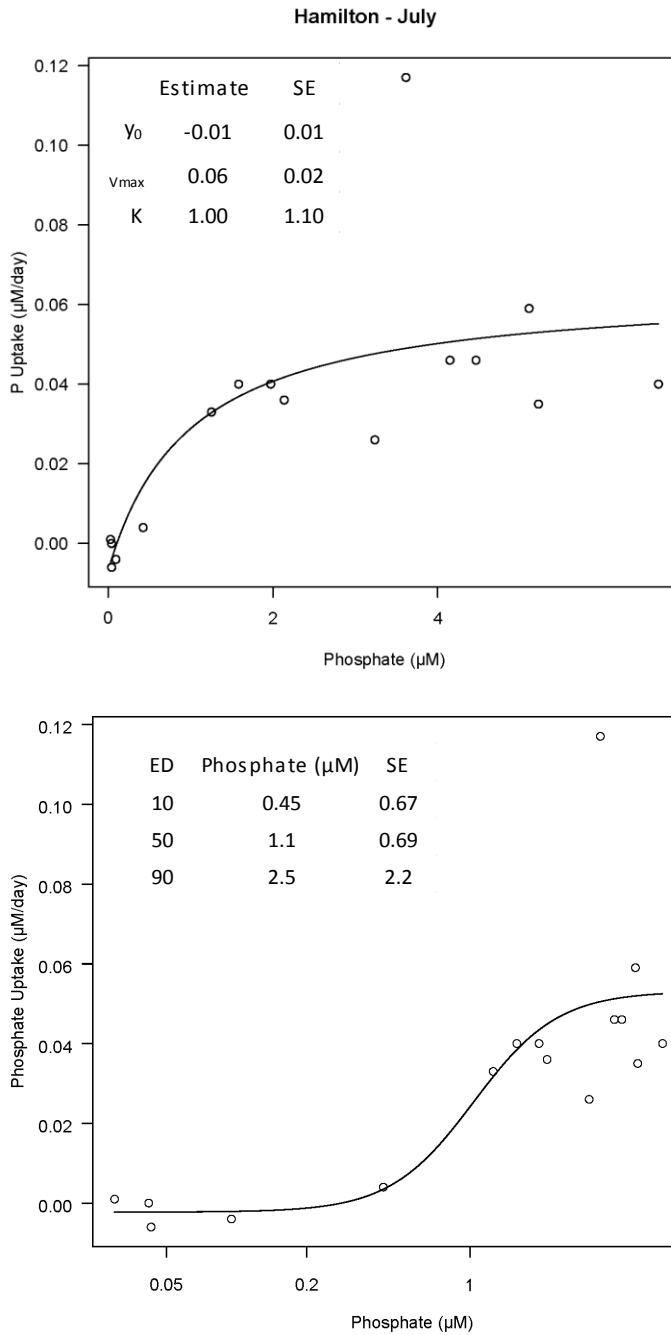 Hamilton - July
0.12
0.10
0.08
0.06
0.04
0.02
0.00
P Uptake (µM/day)
Estimate SE
y0 -0.01 0.01
Vmax 0.06 0.02
K 1.00 1.10
0 2 4
Phosphate (µM)
0.12
0.10
0.08
0.06
0.04
0.02
0.00
Phosphate Uptake (µM/day)
ED Phosphate (µM) SE
10 0.45 0.67
50 1.1 0.69
90 2.5 2.2
0.05 0.2 1
Phosphate (µM)